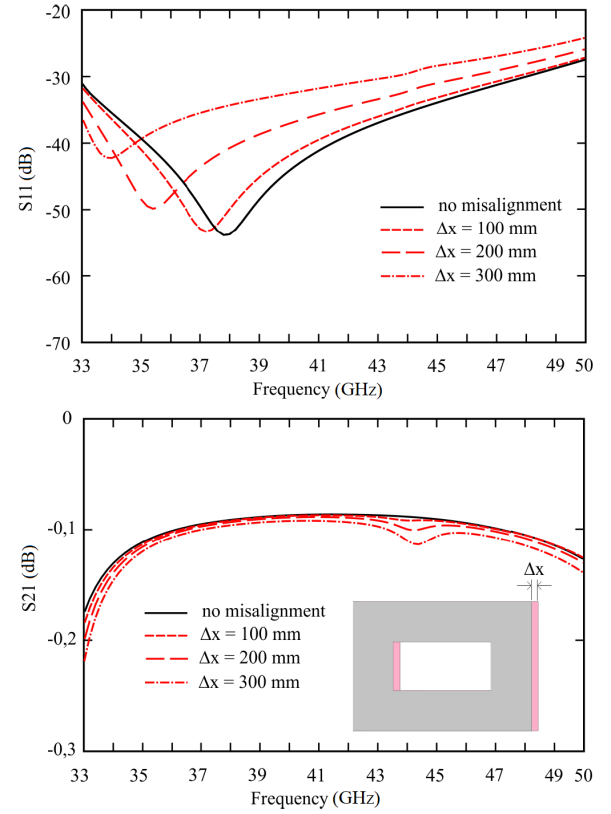 -20
-30
-40
-50
-60
-70
S11 (dB)
no misalignment
Δx = 100 mm
Δx = 200 mm
Δx = 300 mm
33 35 37 39 41 43 45 47 49 50
Frequency (GHz)
0
-0,1
-0,2
-0,3
S21 (dB)
Δx
no misalignment
Δx = 100 mm
Δx = 200 mm
Δx = 300 mm
33 35 37 39 41 43 45 47 49 50
Frequency (GHz)